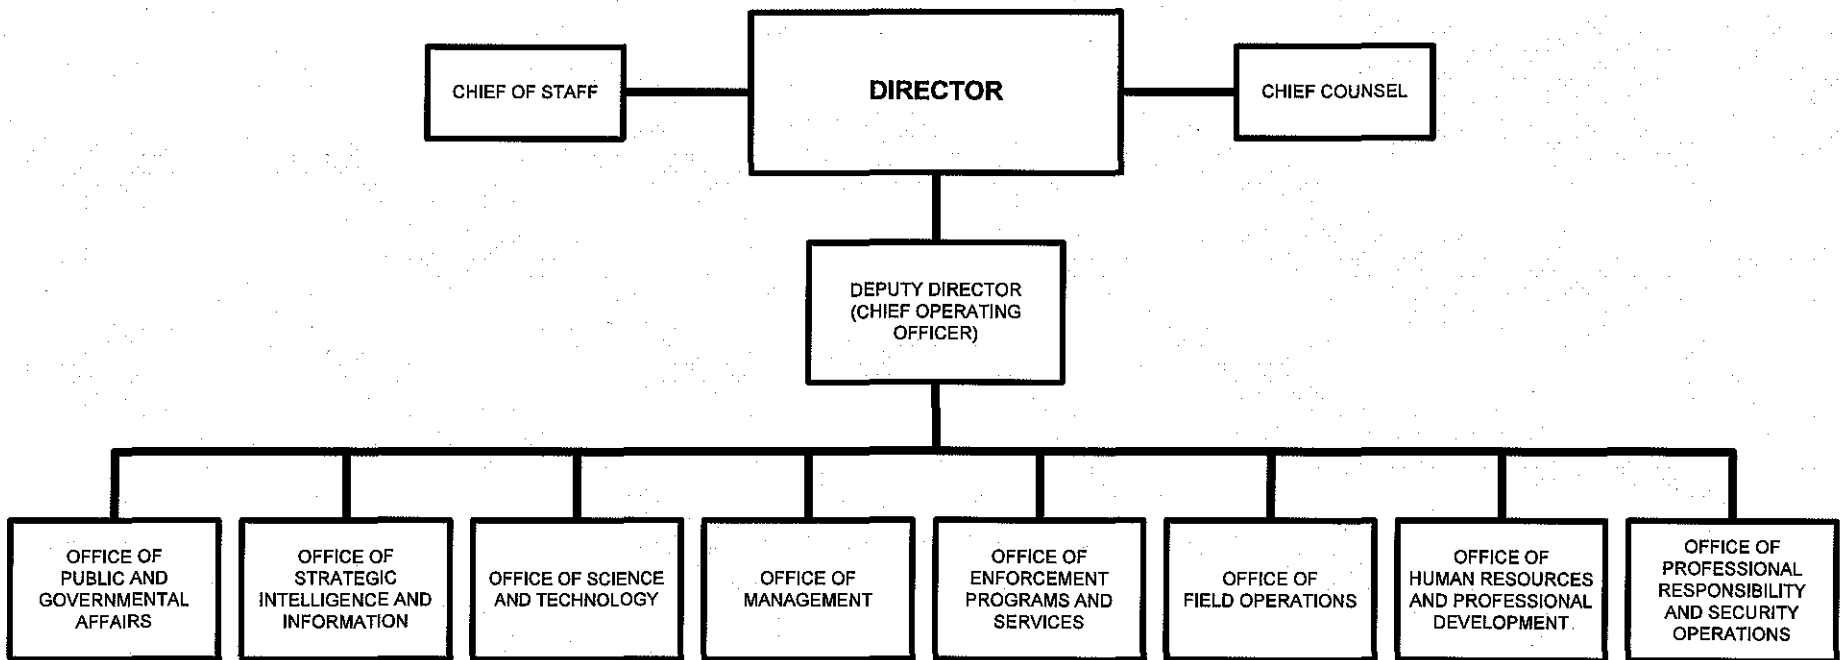 CHIEF OF STAFF
DIRECTOR
CHIEF COUNSEL
DEPUTY DIRECTOR
(CHIEF OPERATING
OFFICER)
OFFICE OF
PUBLIC AND
GOVERNMENTAL
AFFAIRS
OFFICE OF
STRATEGIC
INTELLIGENCE AND
INFORMATION
OFFICE OF SCIENCE
AND TECHNOLOGY
OFFICE OF
MANAGEMENT
OFFICE OF
ENFORCEMENT
PROGRAMS AND
SERVICES
OFFICE OF
FIELD OPERATIONS
OFFICE OF
HUMAN RESOURCES
AND PROFESSIONAL
DEVELOPMENT
OFFICE OF
PROFESSIONAL
RESPONSIBILITY
AND SECURITY
OPERATIONS